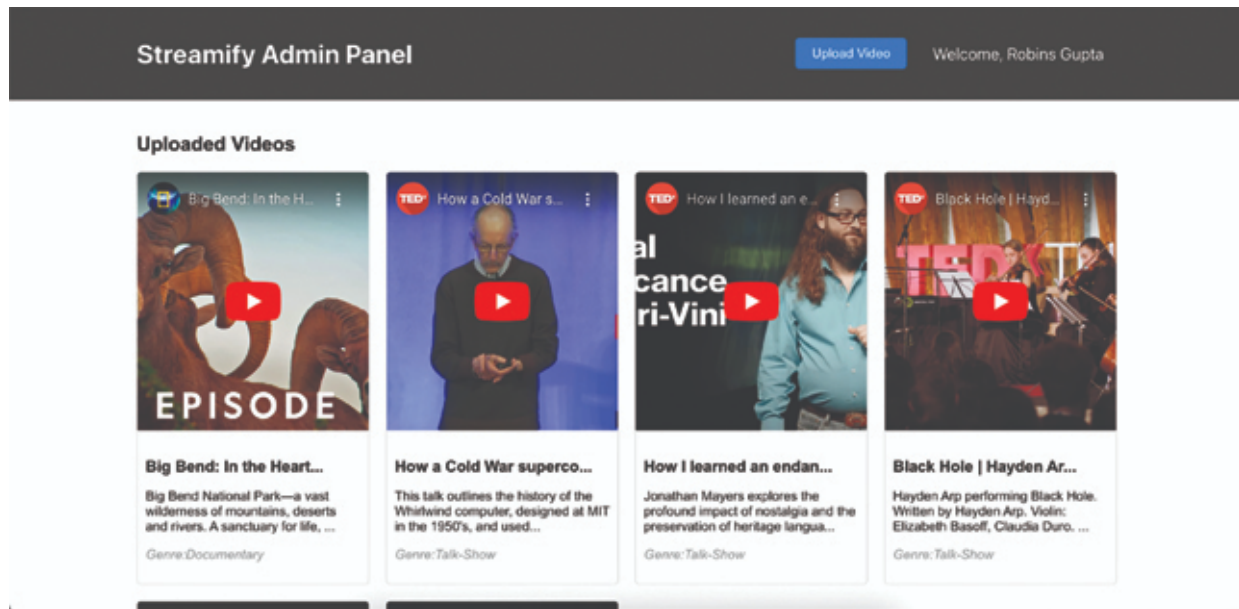 Streamify Admin Panel
Upload Video
Welcome, Robins Gupta
Uploaded Videos
Big Bend: In the H...
TEDx
How a Cold War s...
TEDx
How I learned an e...
TEDx
Black Hole | Hayd...
EPISODE
al
cance
ri-Vini
TEDx
Big Bend: In the Heart...
Big Bend National Park—a vast
wilderness of mountains, deserts
and rivers. A sanctuary for life, ...
Genre:Documentary
How a Cold War superco...
This talk outlines the history of the
Whirlwind computer, designed at MIT
in the 1950's, and used...
Genre:Talk-Show
How I learned an endan...
Jonathan Mayers explores the
profound impact of nostalgia and the
preservation of heritage langua...
Genre:Talk-Show
Black Hole | Hayden Ar...
Hayden Arp performing Black Hole.
Written by Hayden Arp. Violin:
Elizabeth Basoff, Claudia Duro. ...
Genre:Talk-Show